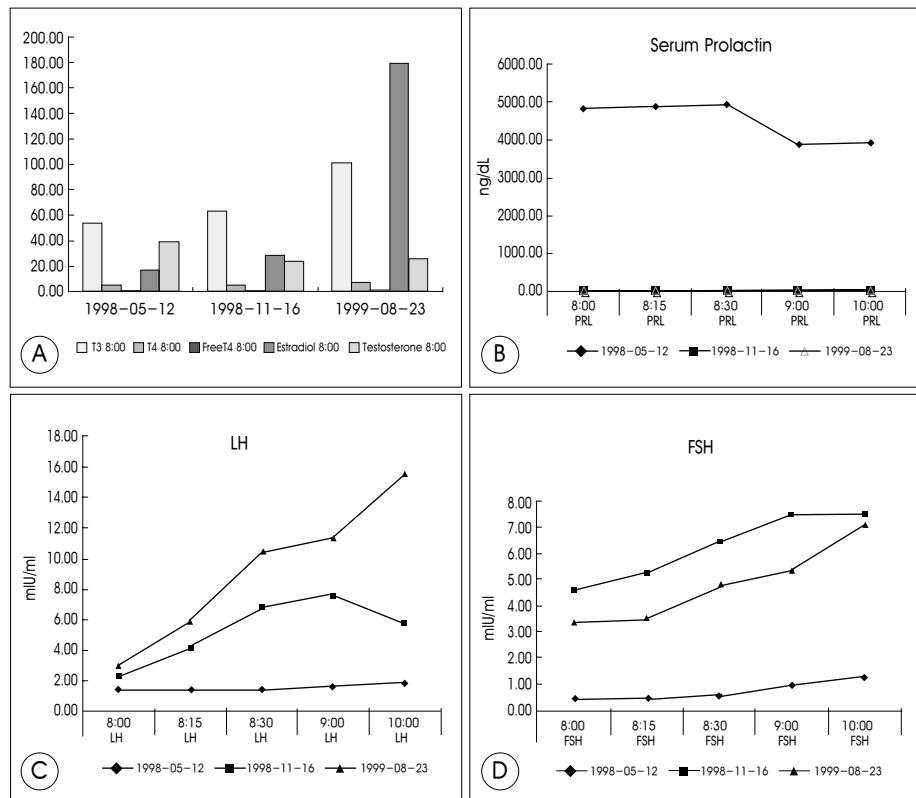 200.00
180.00
160.00
140.00
120.00
100.00
80.00
60.00
40.00
20.00
0.00
1998-05-12 1998-11-16 1999-08-23
T3 8:00 T4 8:00 FreeT4 8:00 Estradiol 8:00 Testosterone 8:00
A
Serum Prolactin
ng/dL
6000.00
5000.00
4000.00
3000.00
2000.00
1000.00
0.00
8:00 8:15 8:30 9:00 10:00
PRL PRL PRL PRL PRL
1998-05-12 1998-11-16 1999-08-23
B
LH
mIU/ml
18.00
16.00
14.00
12.00
10.00
8.00
6.00
4.00
2.00
0.00
8:00 8:15 8:30 9:00 10:00
LH LH LH LH LH
1998-05-12 1998-11-16 1999-08-23
C
FSH
mIU/ml
8.00
7.00
6.00
5.00
4.00
3.00
2.00
1.00
0.00
8:00 8:15 8:30 9:00 10:00
FSH FSH FSH FSH FSH
1998-05-12 1998-11-16 1999-08-23
D